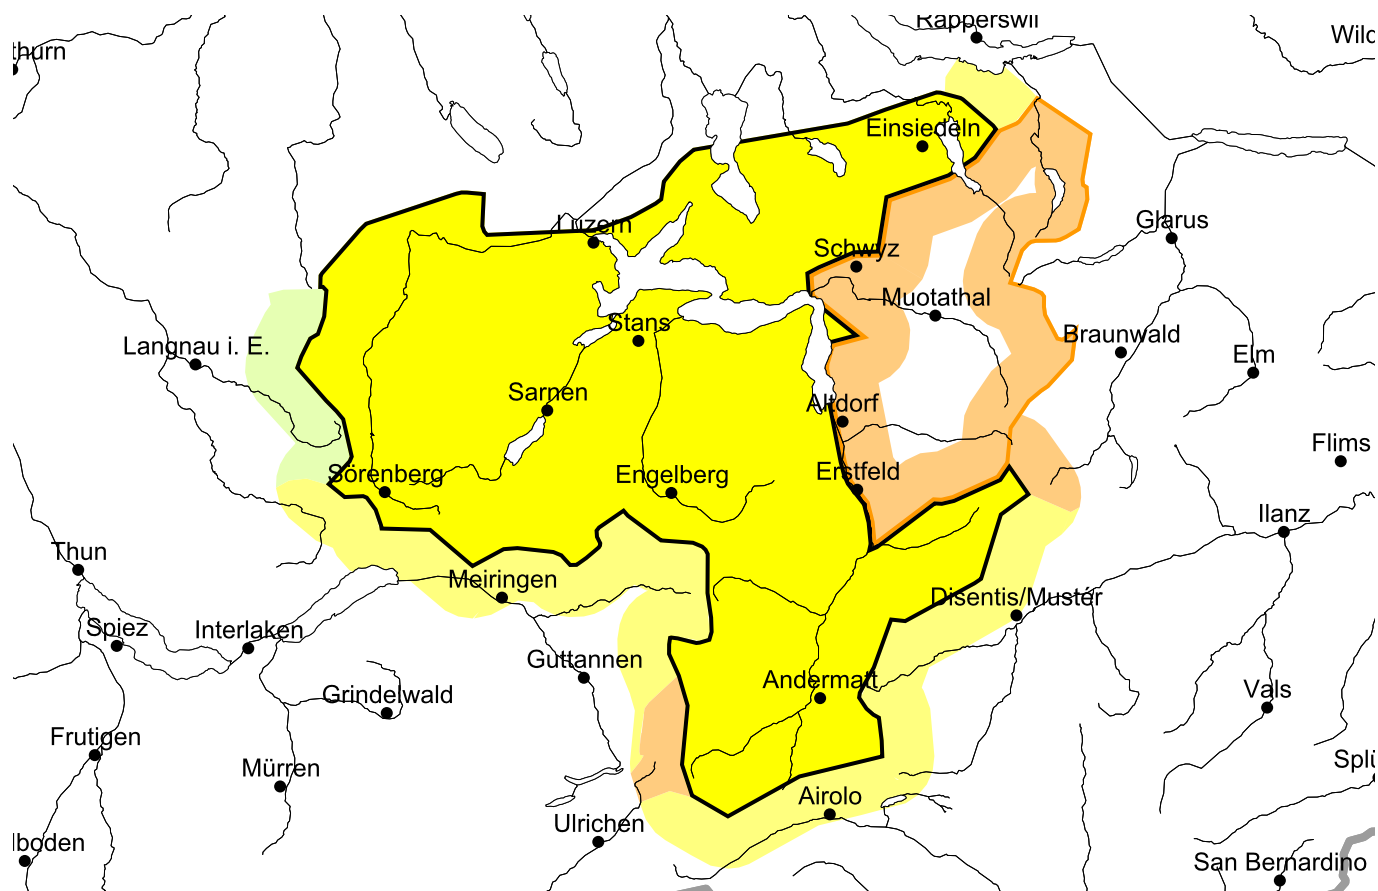 Rapperswil
thurn
Wild
Einsiedeln
Glarus
Luzern
Schwyz
Muotathal
Stans
Braunwald
Langnau i. E.
Elm
Sarnen
Altdorf
Flims
Sörenberg
Engelberg
Erstfeld
Ilanz
Thun
Meiringen
Disentis/Mustér
Spiez
Interlaken
Guttannen
Andermatt
Vals
Grindelwald
Frutigen
Mürren
Splü
Airolo
Ulrichen
lboden
San Bernardino